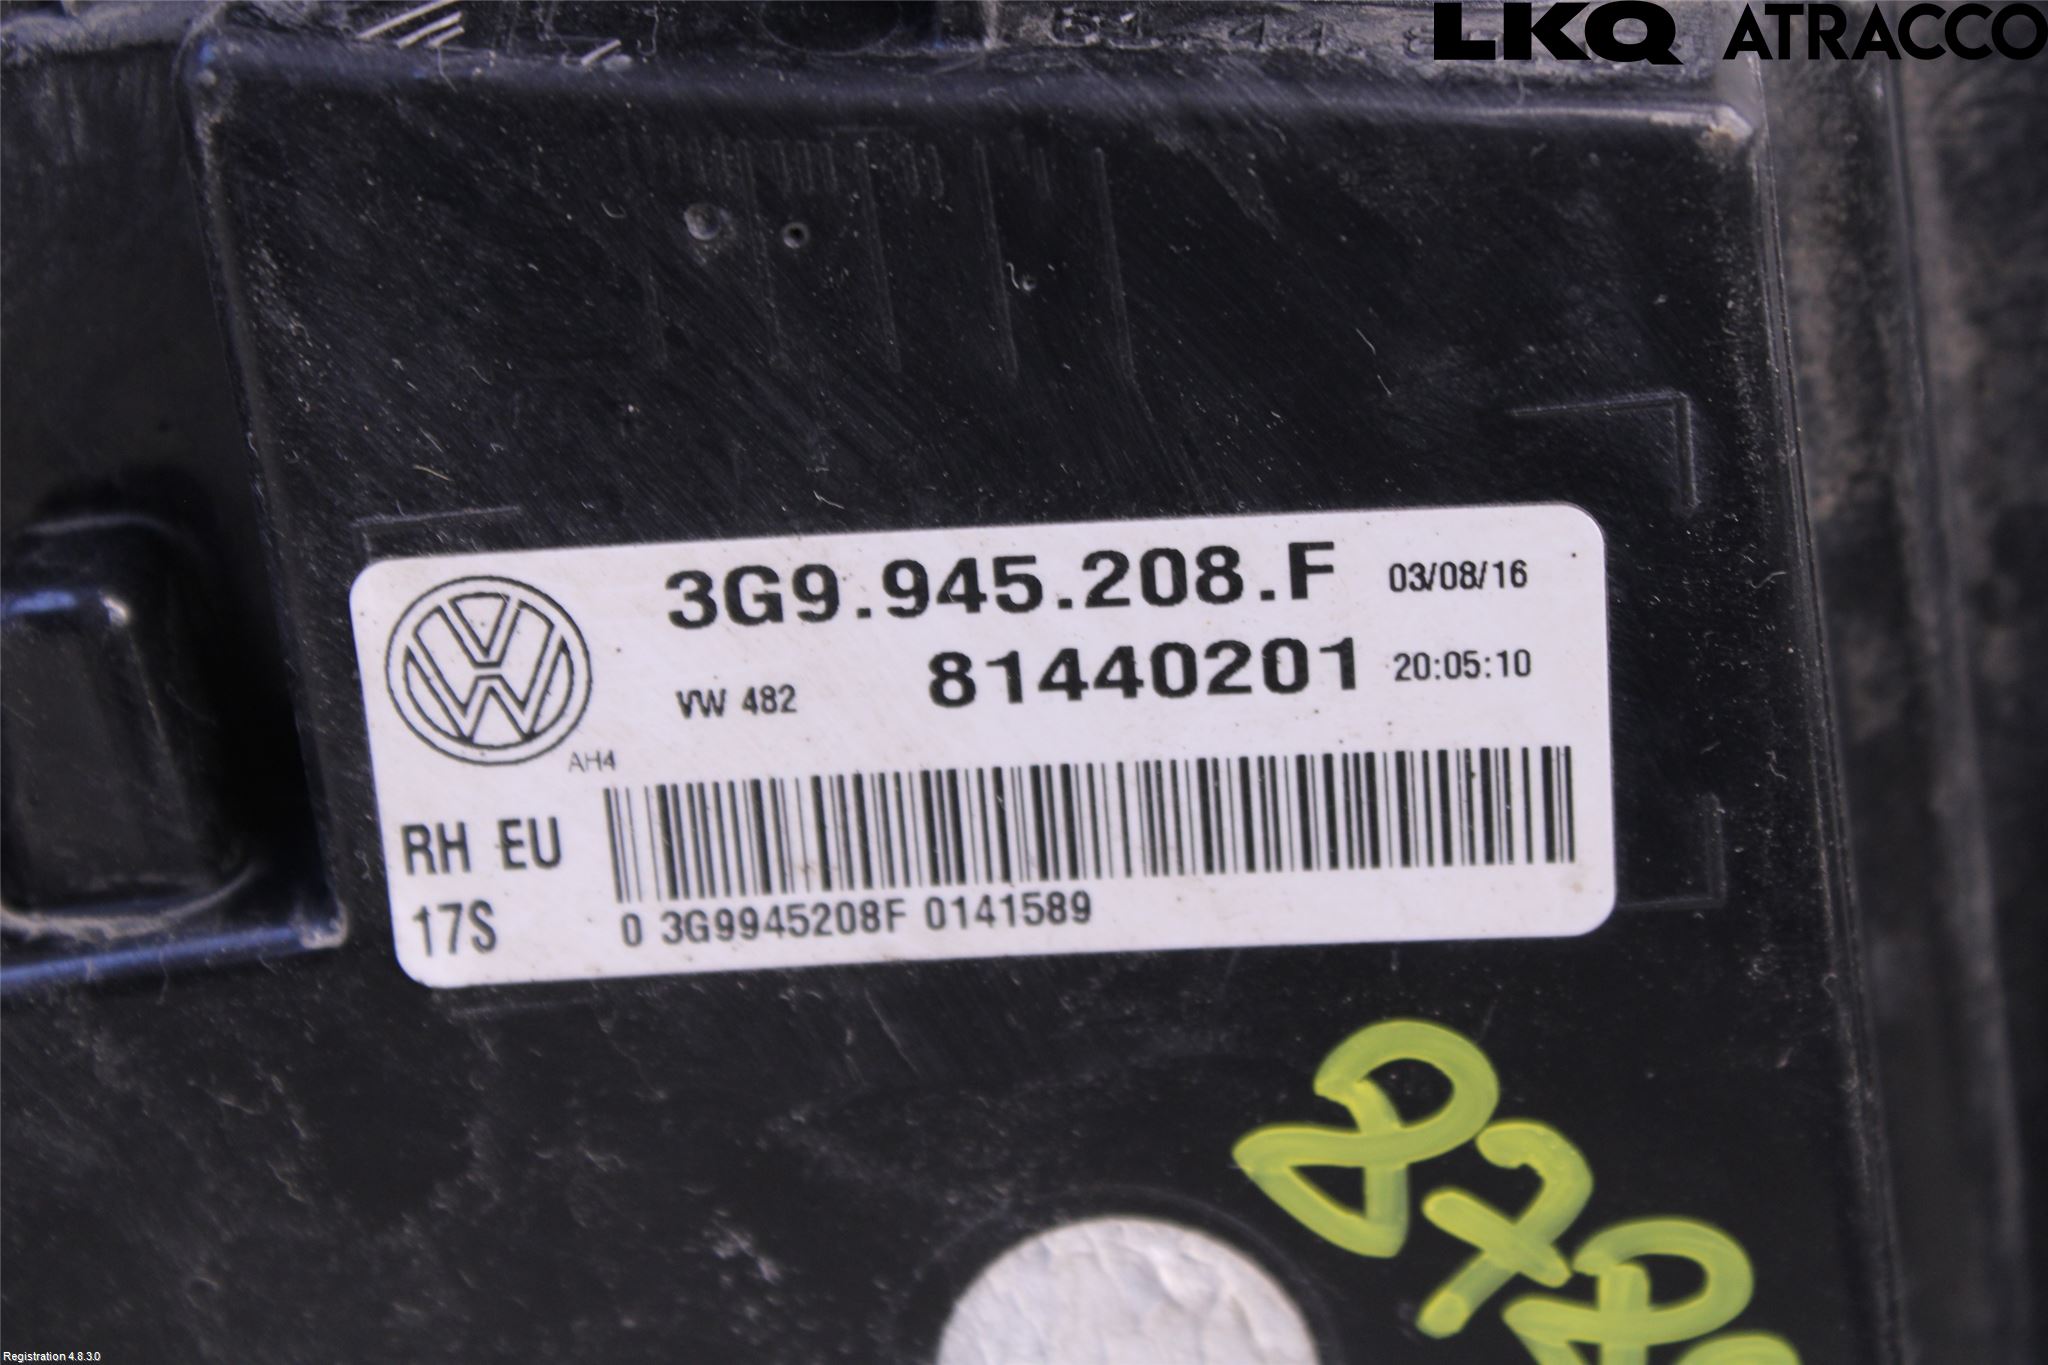 LKQ ATRACCO
3G9.945.208.F 03/08/16
VW 482 81440201 20:05:10
AH4
RH EU
17S
0 3G9945208F 0141589
Registration 4.8.3.0